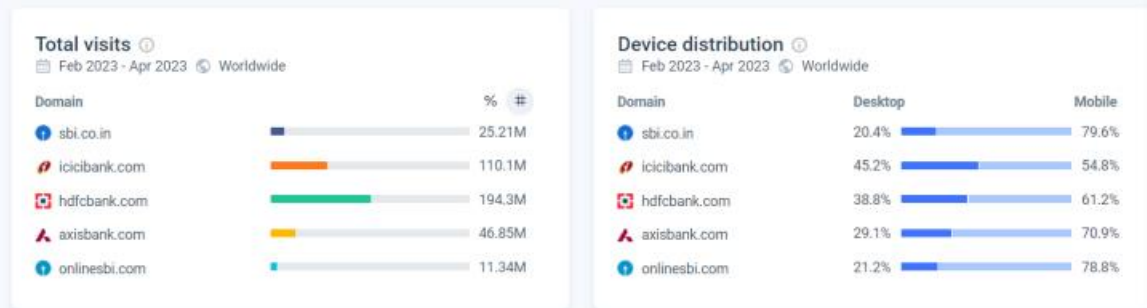 Total visits
Feb 2023 - Apr 2023 Worldwide
Domain % #
sbi.co.in 25.21M
icicibank.com 110.1M
hdfcbank.com 194.3M
axisbank.com 46.85M
onlinesbi.com 11.34M
Device distribution
Feb 2023 - Apr 2023 Worldwide
Domain Desktop Mobile
sbi.co.in 20.4% 79.6%
icicibank.com 45.2% 54.8%
hdfcbank.com 38.8% 61.2%
axisbank.com 29.1% 70.9%
onlinesbi.com 21.2% 78.8%